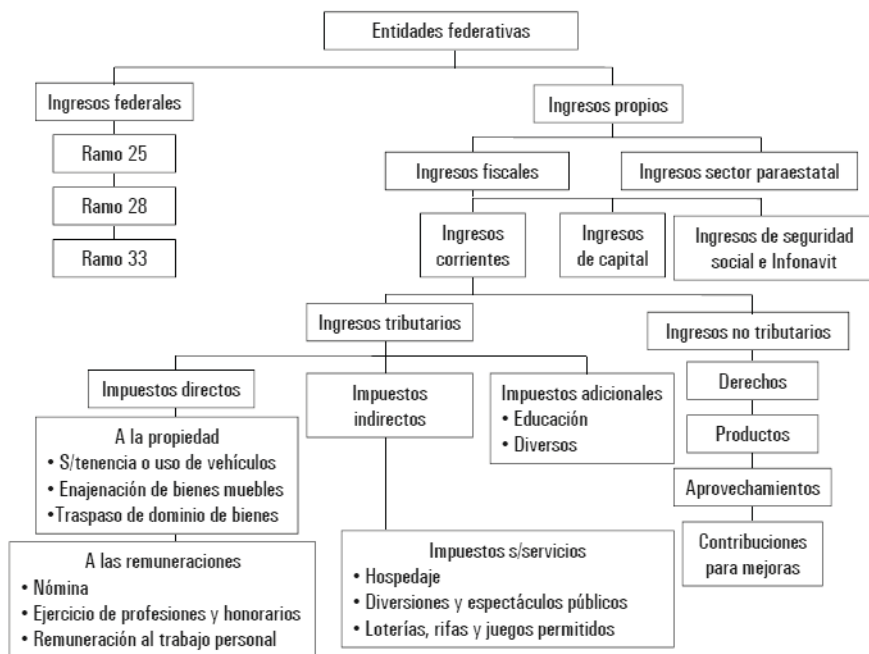 Entidades federativas
Ingresos federales
Ingresos propios
Ramo 25
Ramo 28
Ramo 33
Ingresos fiscales
Ingresos sector paraestatal
Ingresos
corrientes
Ingresos
de capital
Ingresos de seguridad
social e Infonavit
Ingresos tributarios
Ingresos no tributarios
Impuestos directos
Impuestos
indirectos
Impuestos adicionales
• Educación
• Diversos
Derechos
Productos
Aprovechamientos
Contribuciones
para mejoras
A la propiedad
• S/tenencia o uso de vehículos
• Enajenación de bienes muebles
•Traspaso de dominio de bienes
A las remuneraciones
• Nómina
• Ejercicio de profesiones y honorarios
• Remuneración al trabajo personal
Impuestos s/servicios
• Hospedaje
• Diversiones y espectáculos públicos
• Loterías, rifas y juegos permitidos